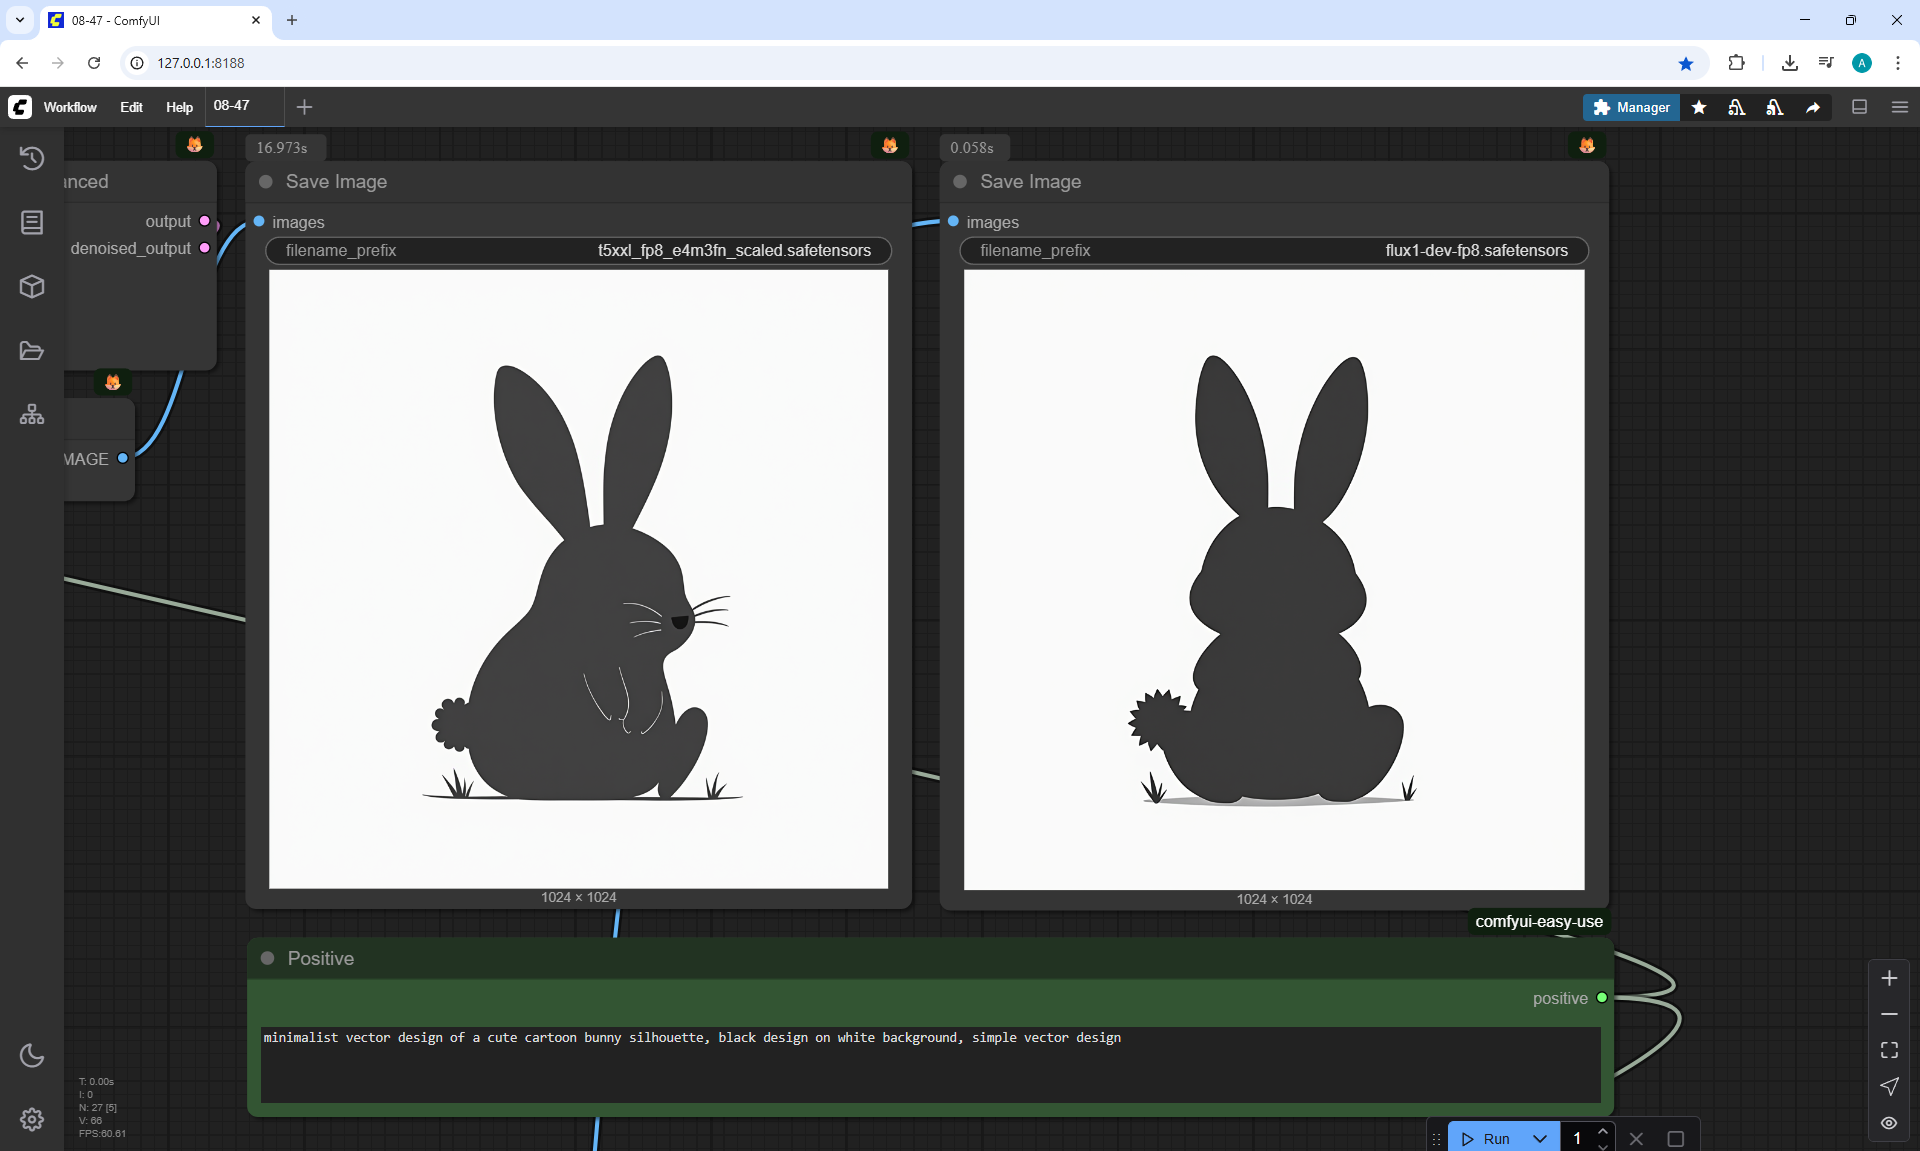 08-47 - ComfyUI
127.0.0.1:8188
Workflow Edit Help 08-47
Manager
16.973s
0.058s
anced
Save Image
Save Image
output
images
images
denoised_output
filename_prefix t5xxl_fp8_e4m3fn_scaled.safetensors
filename_prefix flux1-dev-fp8.safetensors
MAGE
1024 × 1024
1024 × 1024
comfyui-easy-use
Positive
positive
minimalist vector design of a cute cartoon bunny silhouette, black design on white background, simple vector design
T: 0.00s
I: 0
N: 27 [5]
V: 66
FPS:60.61
Run 1
A